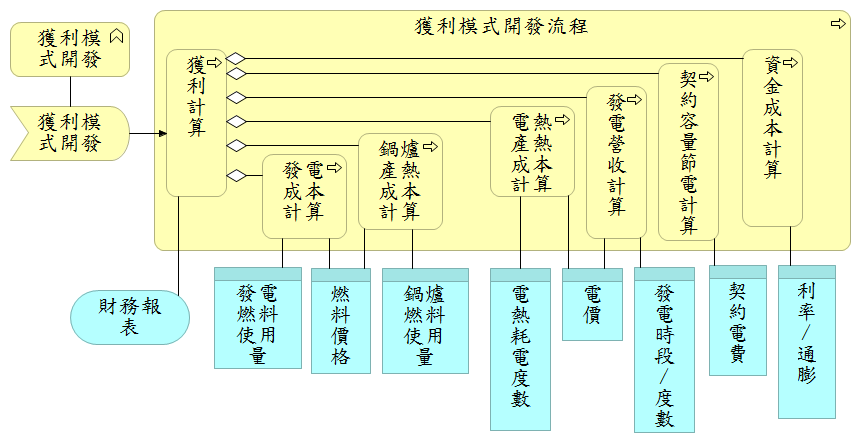 獲利模式開發流程
獲利模
式開發
獲利模
式開發
獲利計算
資金成本計算
契約容量節電計算
發電營收計算
電熱
產熱
成本
計算
鍋爐
產熱
成本
計算
發電
成本
計算
財務報
表
發電
燃料
使用
量
燃料價格
鍋爐
燃料
使用
量
電熱耗電度數
電價
發電時段/度數
契約電費
利率/通膨